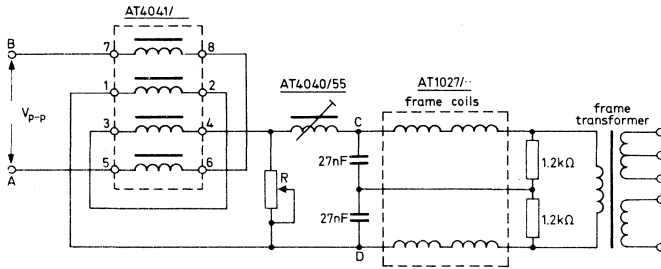 AT4041/
B
7
8
1
2
AT4040/55
AT1027/··
frame coils
frame
transformer
V p-p
3
4
C
27nF
1.2kΩ
A
5
6
R
27nF
1.2kΩ
D